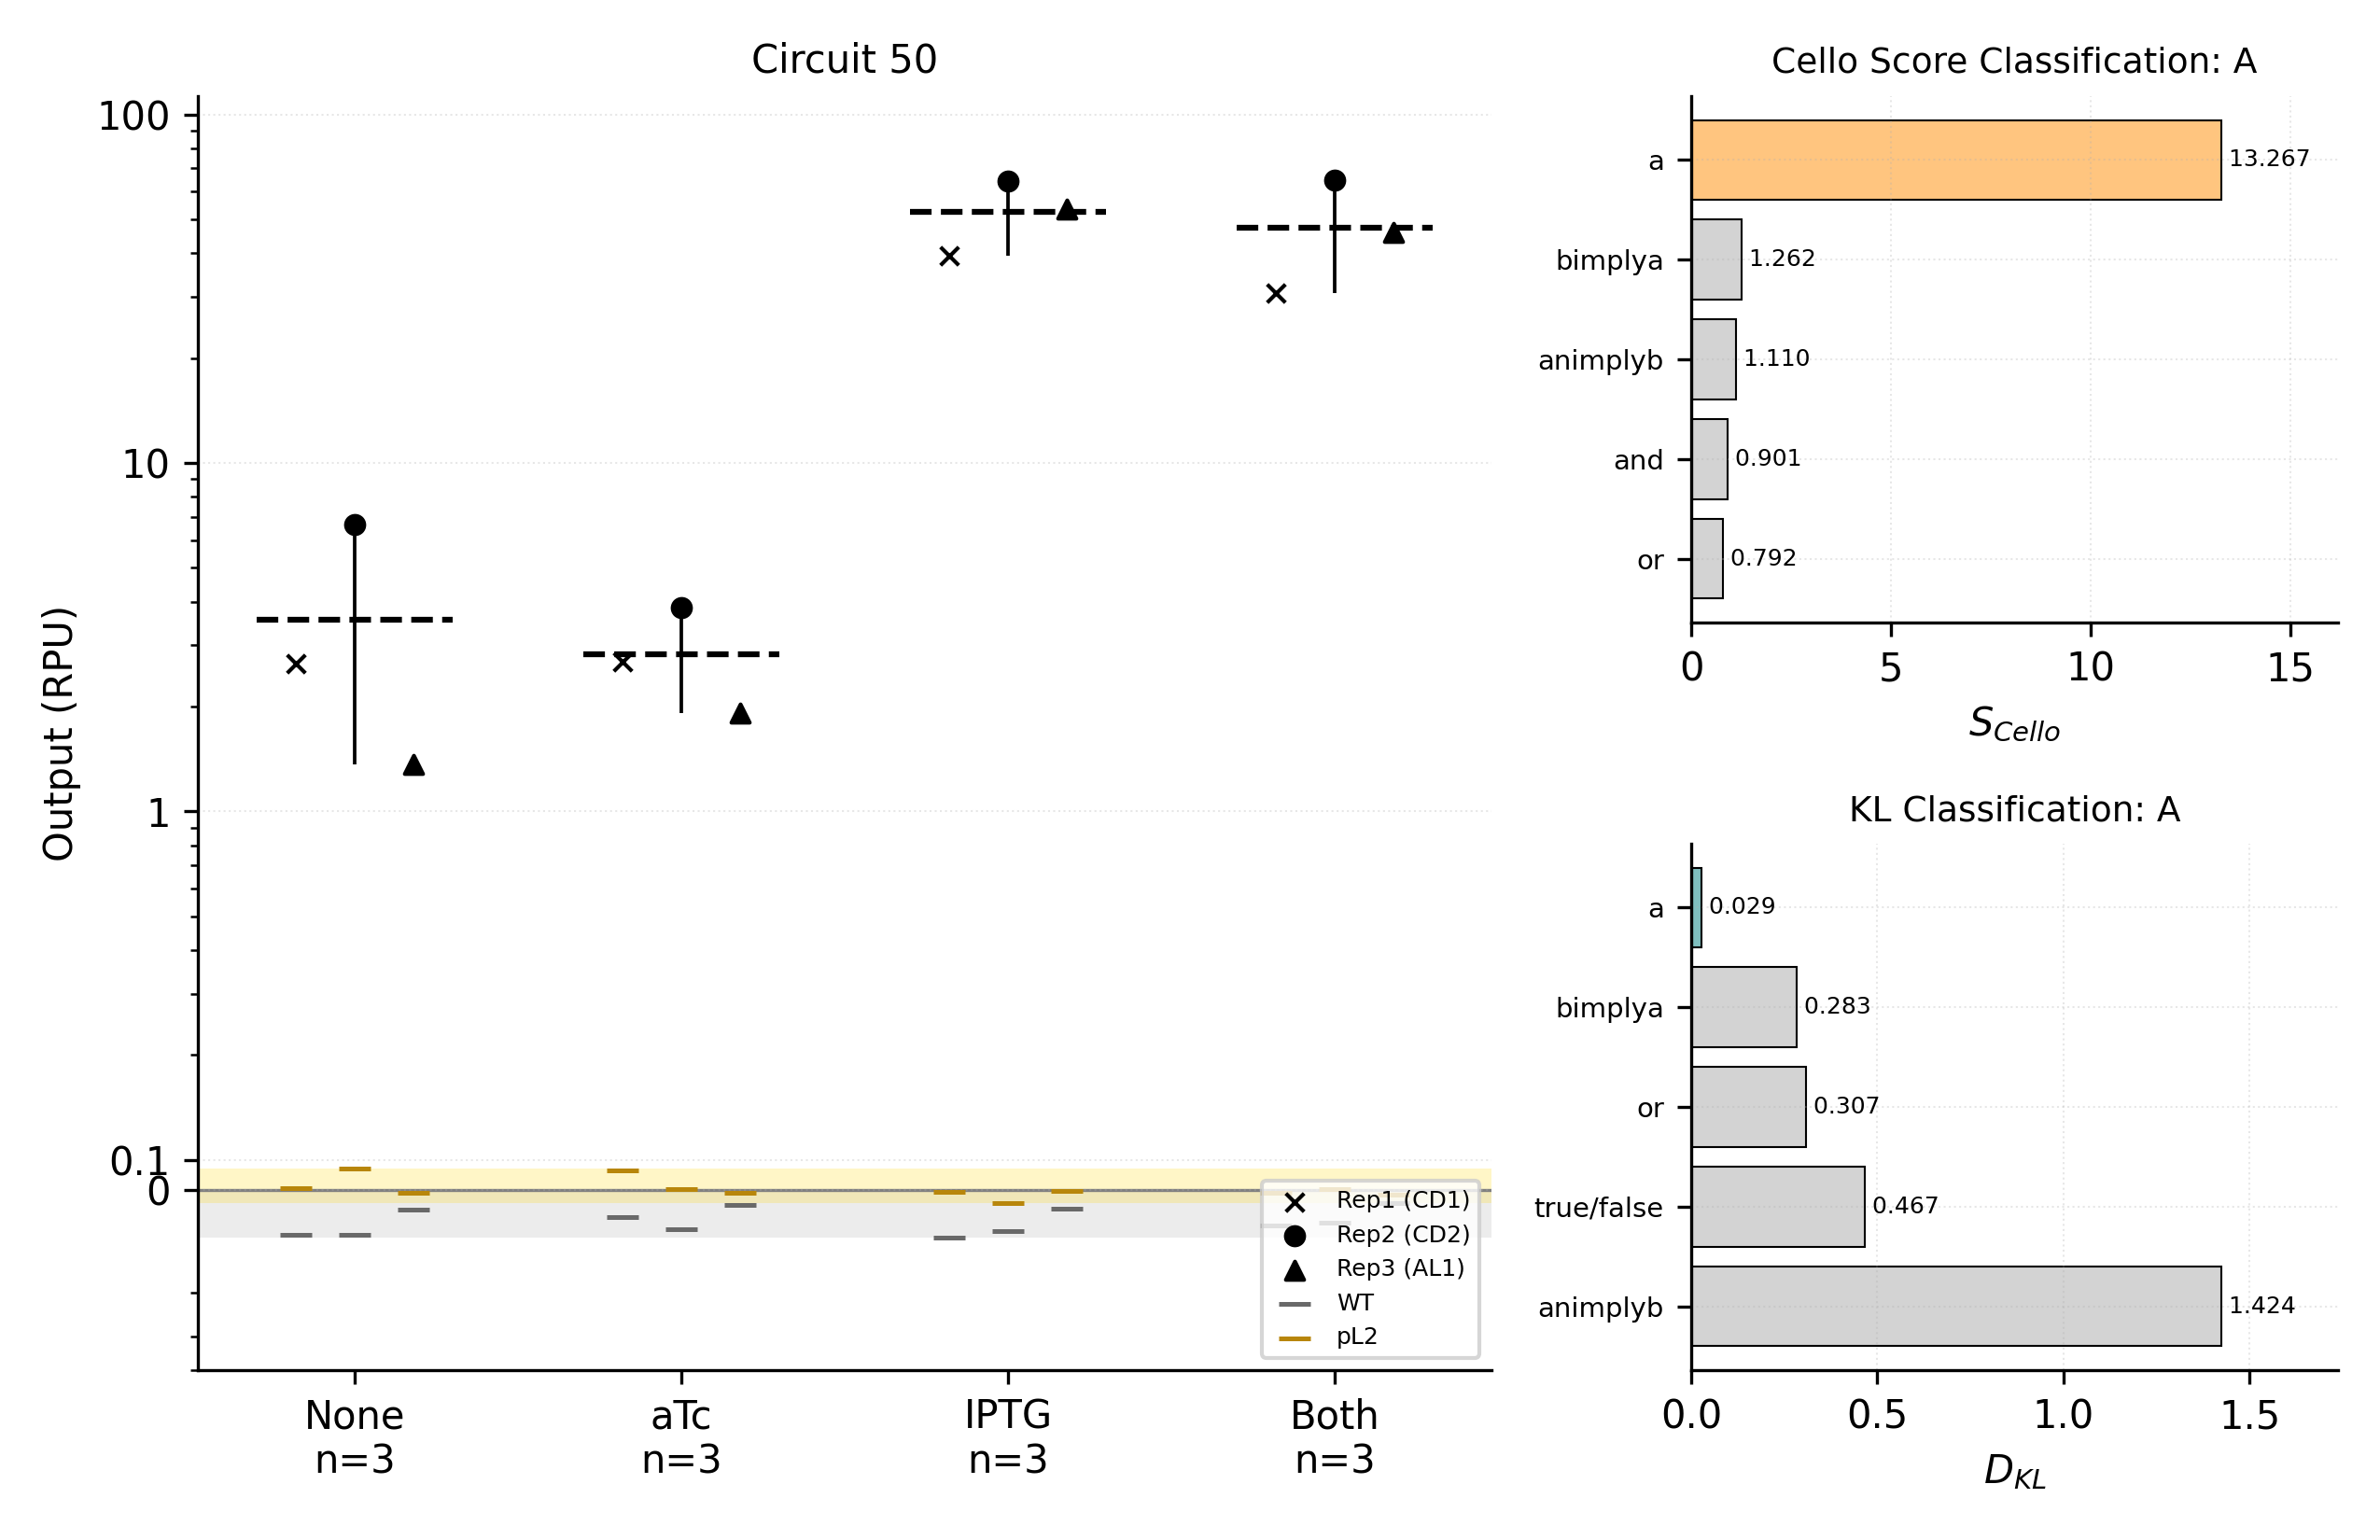 Circuit 50
Output (RPU)
100
10
1
0.1
0
None
n=3
aTc
n=3
IPTG
n=3
Both
n=3
Rep1 (CD1)
Rep2 (CD2)
Rep3 (AL1)
WT
pL2
Cello Score Classification: A
a
13.267
bimplya
1.262
animplyb
1.110
and
0.901
or
0.792
0 5 10 15
S_Cello
KL Classification: A
a
0.029
bimplya
0.283
or
0.307
true/false
0.467
animplyb
1.424
0.0 0.5 1.0 1.5
D_KL